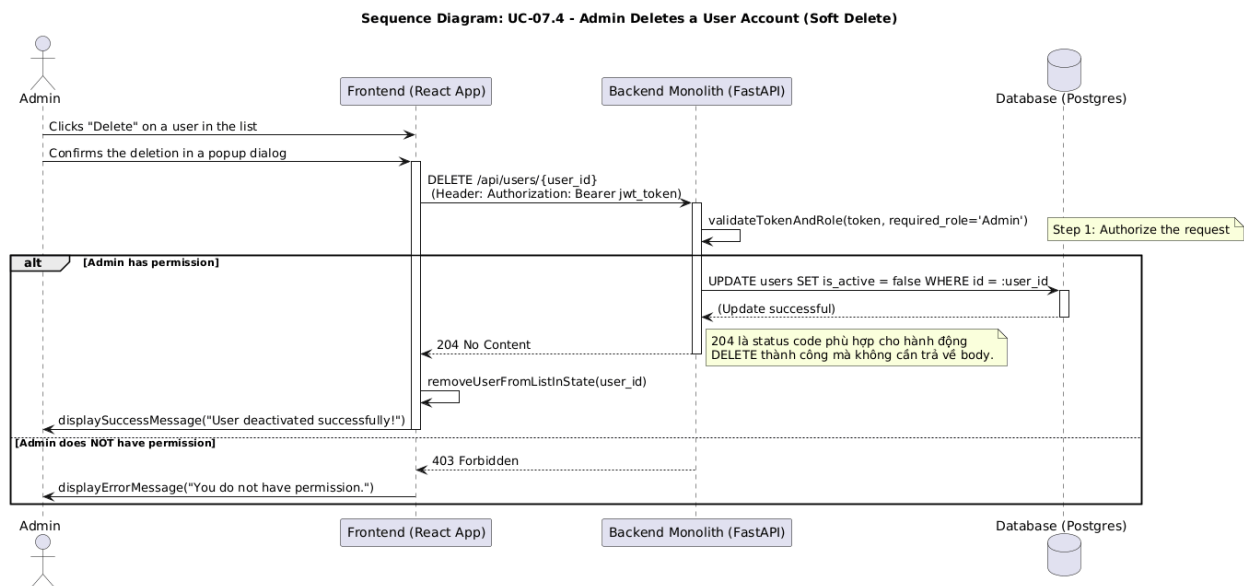 Sequence Diagram: UC-07.4 - Admin Deletes a User Account (Soft Delete)
Admin
Frontend (React App)
Backend Monolith (FastAPI)
Database (Postgres)
Clicks "Delete" on a user in the list
Confirms the deletion in a popup dialog
DELETE /api/users/{user_id}
(Header: Authorization: Bearer jwt_token)
validateTokenAndRole(token, required_role='Admin')
Step 1: Authorize the request
alt
[Admin has permission]
UPDATE users SET is_active = false WHERE id = :user_id
(Update successful)
204 No Content
204 là status code phù hợp cho hành động
DELETE thành công mà không cần trả về body.
removeUserFromListInState(user_id)
displaySuccessMessage("User deactivated successfully!")
[Admin does NOT have permission]
403 Forbidden
displayErrorMessage("You do not have permission.")
Admin
Frontend (React App)
Backend Monolith (FastAPI)
Database (Postgres)